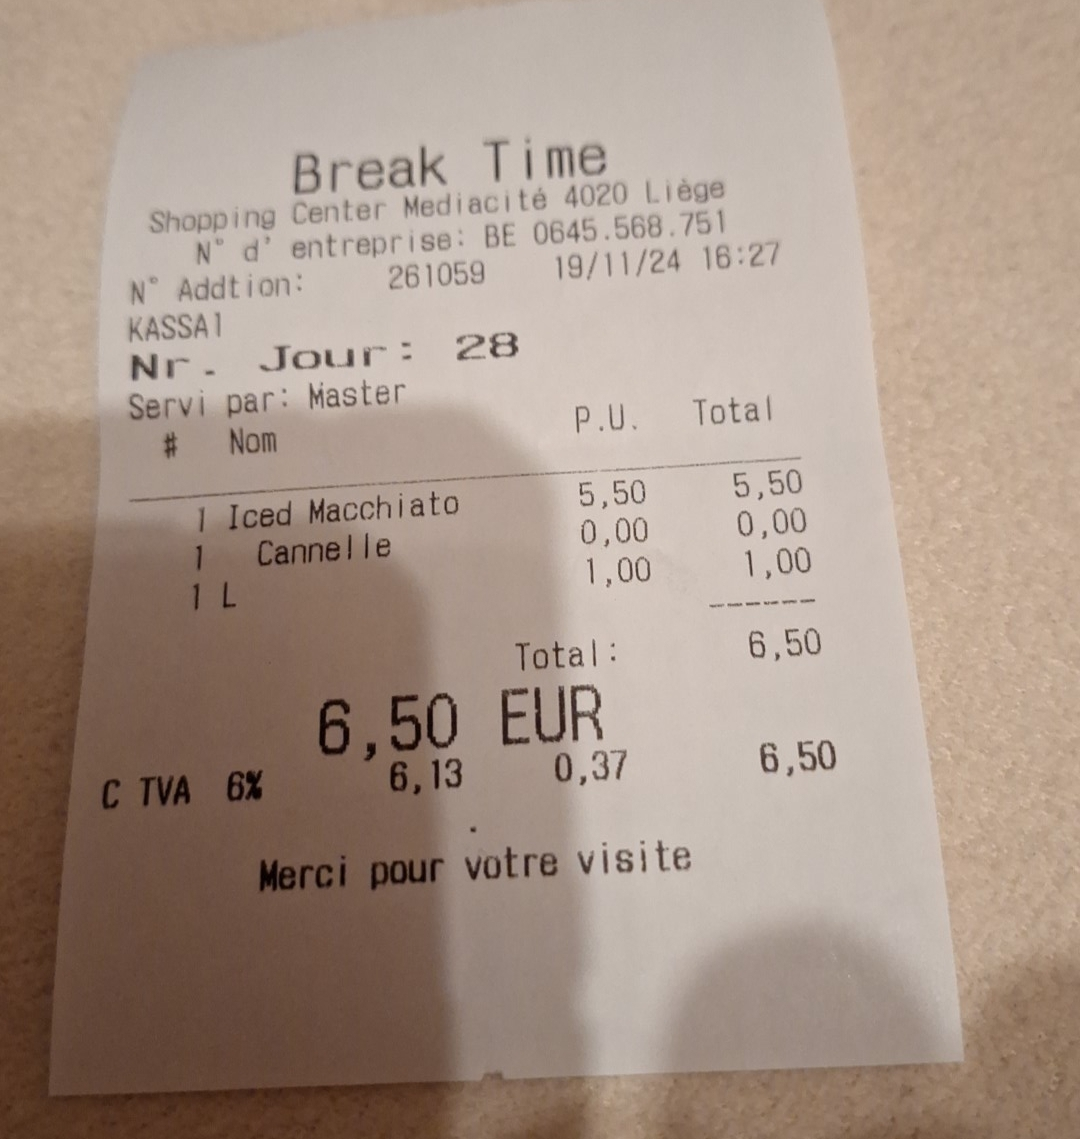 Break Time
Shopping Center Mediacité 4020 Liège
N° d' entreprise: BE 0645.568.751
N° Addtion: 261059 19/11/24 16:27
KASSA1
Nr. Jour: 28
Servi par: Master
# Nom P.U. Total
1 Iced Macchiato 5,50 5,50
1 Cannelle 0,00 0,00
1 L 1,00 1,00
Total: 6,50
6,50 EUR
C TVA 6% 6,13 0,37 6,50
.
Merci pour votre visite